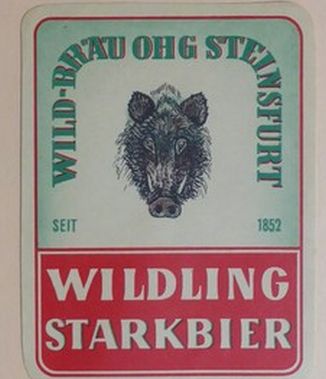 WILD-BRÄU OHG STEINSFURT
SEIT 1852
WILDLING
STARKBIER